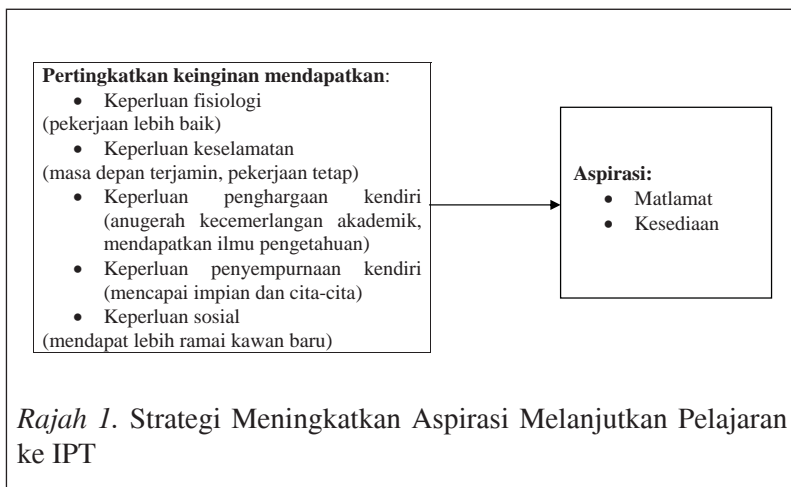 Pertingkatkan keinginan mendapatkan:
• Keperluan fisiologi
(pekerjaan lebih baik)
• Keperluan keselamatan
(masa depan terjamin, pekerjaan tetap)
• Keperluan penghargaan kendiri
(anugerah kecemerlangan akademik,
mendapatkan ilmu pengetahuan)
• Keperluan penyempurnaan kendiri
(mencapai impian dan cita-cita)
• Keperluan sosial
(mendapat lebih ramai kawan baru)
Aspirasi:
• Matlamat
• Kesediaan
Rajah 1. Strategi Meningkatkan Aspirasi Melanjutkan Pelajaran
ke IPT